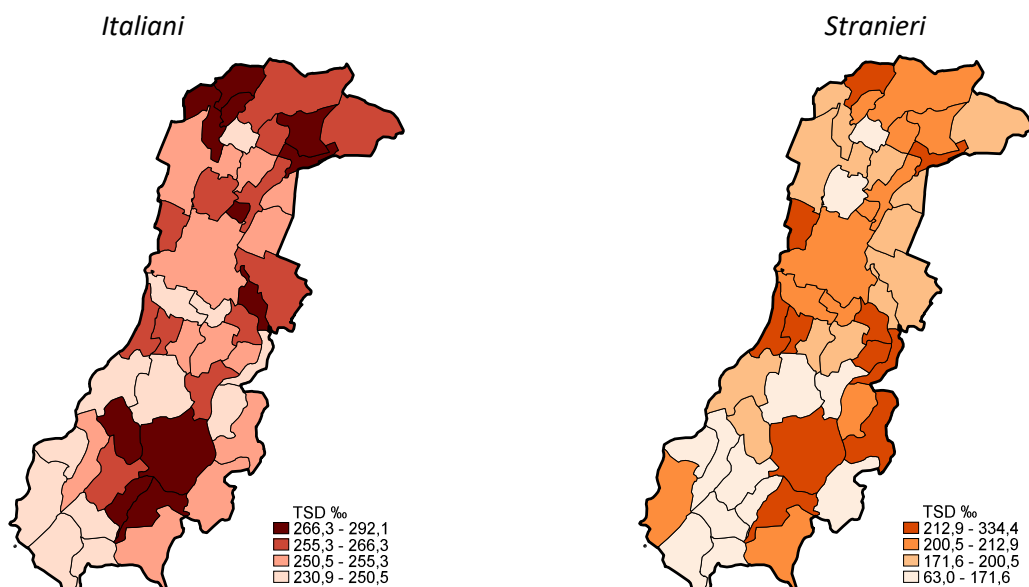 Italiani
Stranieri
TSD ‰
266,3 - 292,1
255,3 - 266,3
250,5 - 255,3
230,9 - 250,5
TSD ‰
212,9 - 334,4
200,5 - 212,9
171,6 - 200,5
63,0 - 171,6